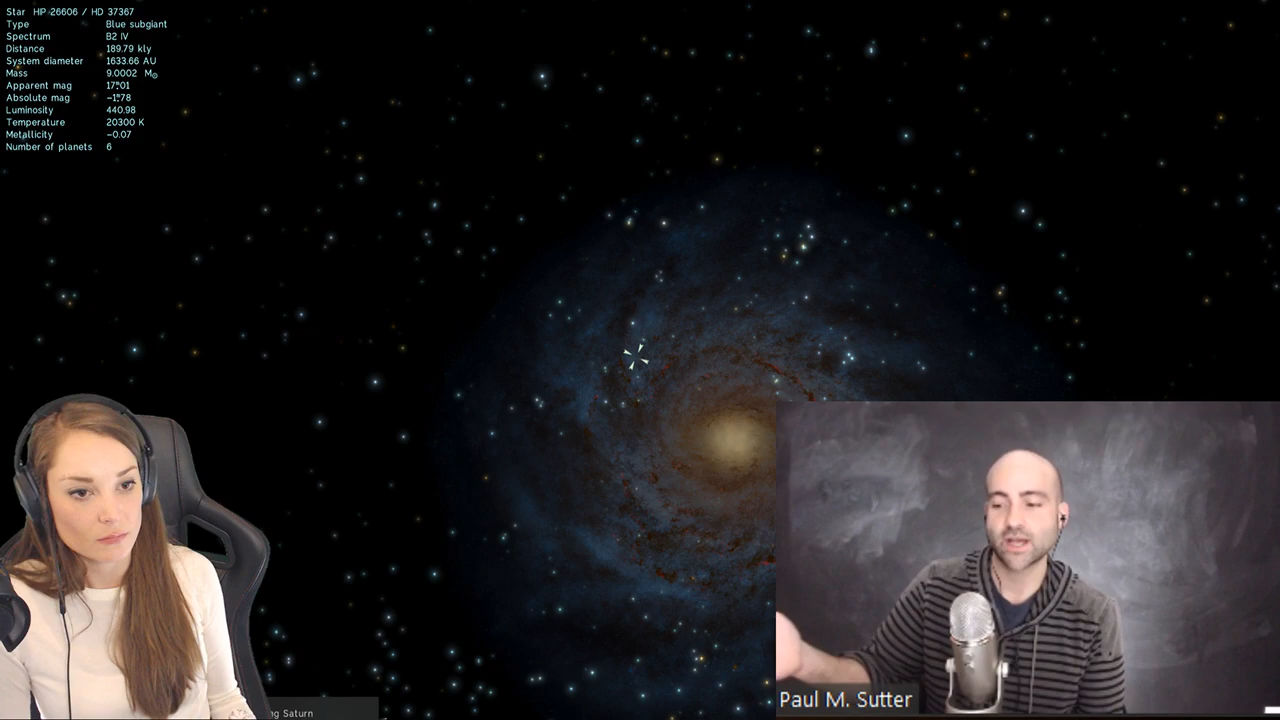 Star HP 26606 / HD 37367
Type Blue subgiant
Spectrum B2 IV
Distance 189.79 kly
System diameter 1633.66 AU
Mass 9.0002 M☉
Apparent mag 17.01
Absolute mag −1.78
Luminosity 440.98
Temperature 20300 K
Metallicity −0.07
Number of planets 6
Saturn
Paul M. Sutter